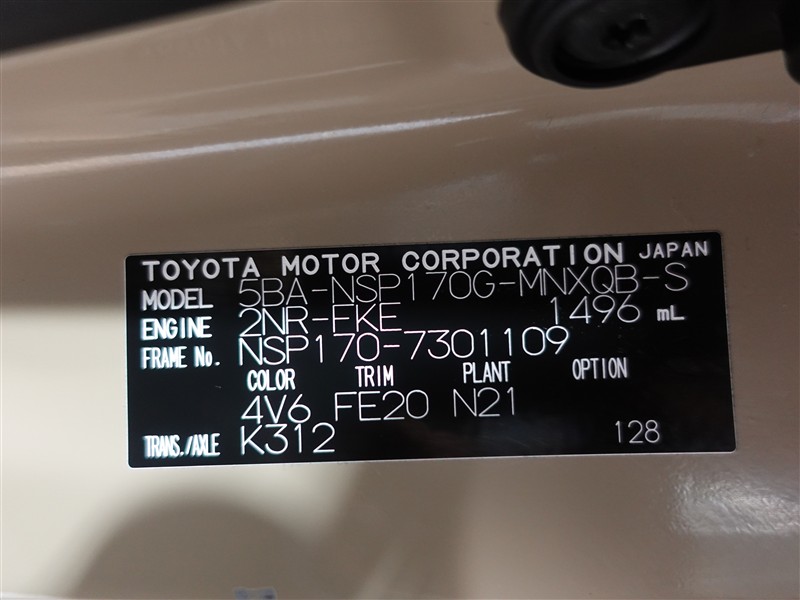 TOYOTA MOTOR CORPORATION JAPAN
MODEL 5BA-NSP170G-MNXQB-S
ENGINE 2NR-FKE 1496 mL
FRAME No. NSP170-7301109
COLOR TRIM PLANT OPTION
4V6 FE20 N21
TRANS./AXLE K312 128